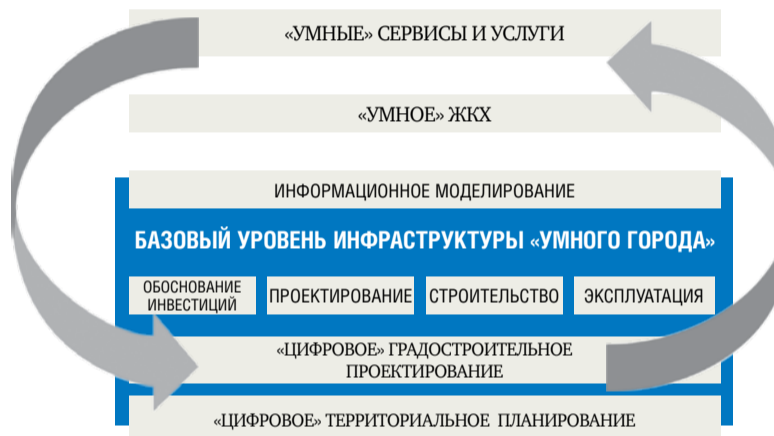 «УМНЫЕ» СЕРВИСЫ И УСЛУГИ
«УМНОЕ» ЖКХ
ИНФОРМАЦИОННОЕ МОДЕЛИРОВАНИЕ
БАЗОВЫЙ УРОВЕНЬ ИНФРАСТРУКТУРЫ «УМНОГО ГОРОДА»
ОБОСНОВАНИЕ
ИНВЕСТИЦИЙ
ПРОЕКТИРОВАНИЕ
СТРОИТЕЛЬСТВО
ЭКСПЛУАТАЦИЯ
«ЦИФРОВОЕ» ГРАДОСТРОИТЕЛЬНОЕ
ПРОЕКТИРОВАНИЕ
«ЦИФРОВОЕ» ТЕРРИТОРИАЛЬНОЕ ПЛАНИРОВАНИЕ